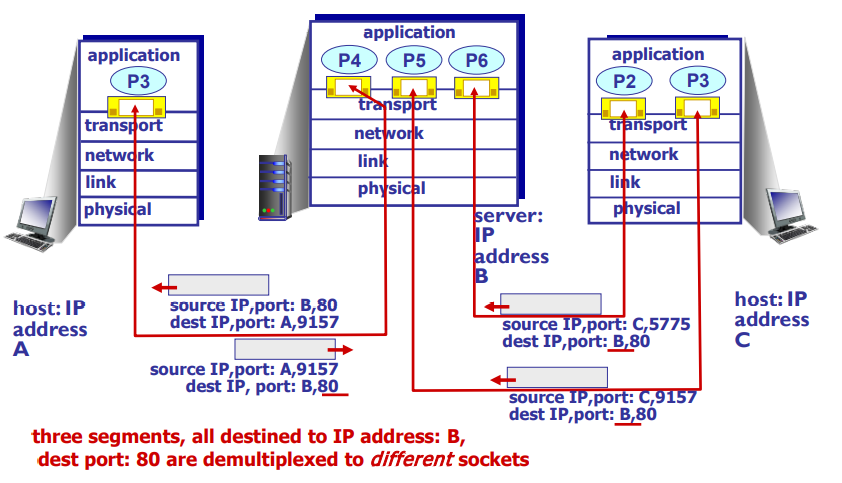 application
P3
transport
network
link
physical
application
P4 P5 P6
transport
network
link
physical
application
P2 P3
transport
network
link
physical
server:
IP
address
B
host: IP
address
A
host: IP
address
C
source IP,port: B,80
dest IP,port: A,9157
source IP,port: A,9157
dest IP, port: B,80
source IP,port: C,5775
dest IP,port: B,80
source IP,port: C,9157
dest IP,port: B,80
three segments, all destined to IP address: B,
dest port: 80 are demultiplexed to different sockets